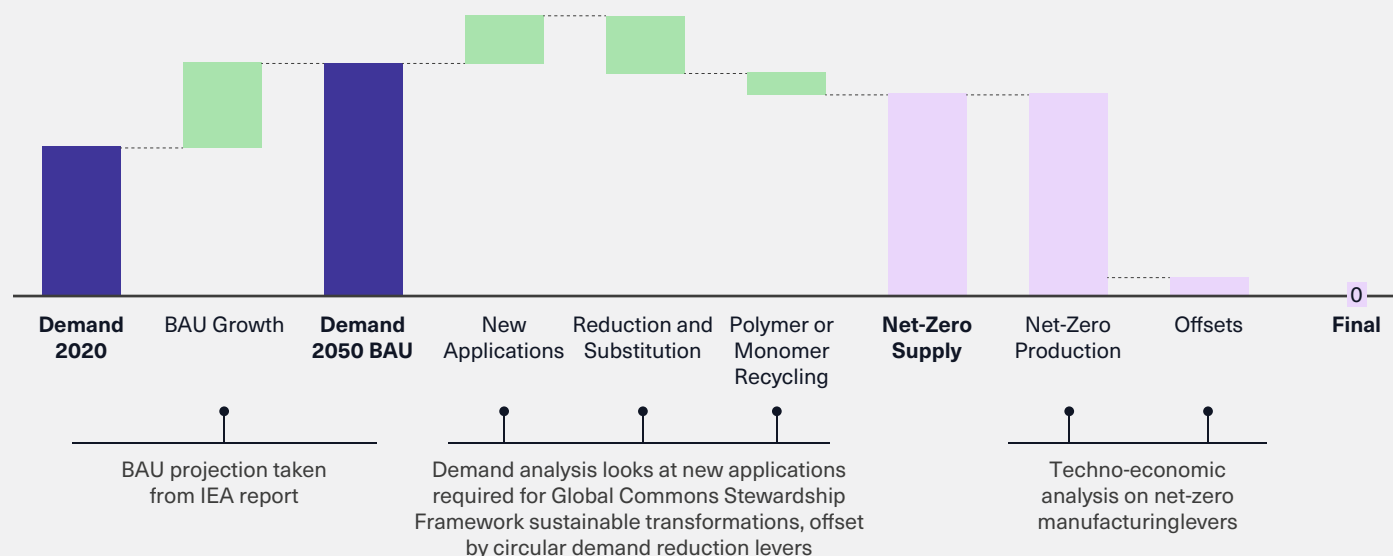 0
Demand
2020
BAU Growth
Demand
2050 BAU
New
Applications
Reduction and
Substitution
Polymer or
Monomer
Recycling
Net-Zero
Supply
Net-Zero
Production
Offsets
Final
BAU projection taken
from IEA report
Demand analysis looks at new applications
required for Global Commons Stewardship
Framework sustainable transformations, offset
by circular demand reduction levers
Techno-economic
analysis on net-zero
manufacturinglevers